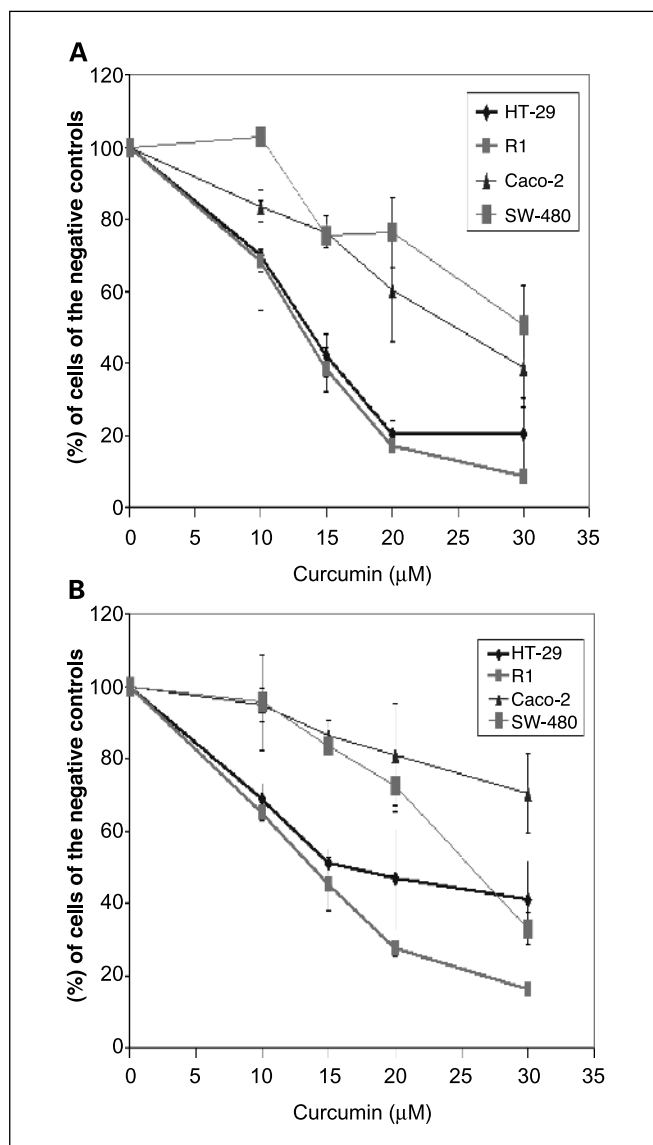 A
120
100
80
60
40
20
0
(%) of cells of the negative controls
HT-29
R1
Caco-2
SW-480
0 5 10 15 20 25 30 35
Curcumin (μM)
B
120
100
80
60
40
20
0
(%) of cells of the negative controls
HT-29
R1
Caco-2
SW-480
0 5 10 15 20 25 30 35
Curcumin (μM)